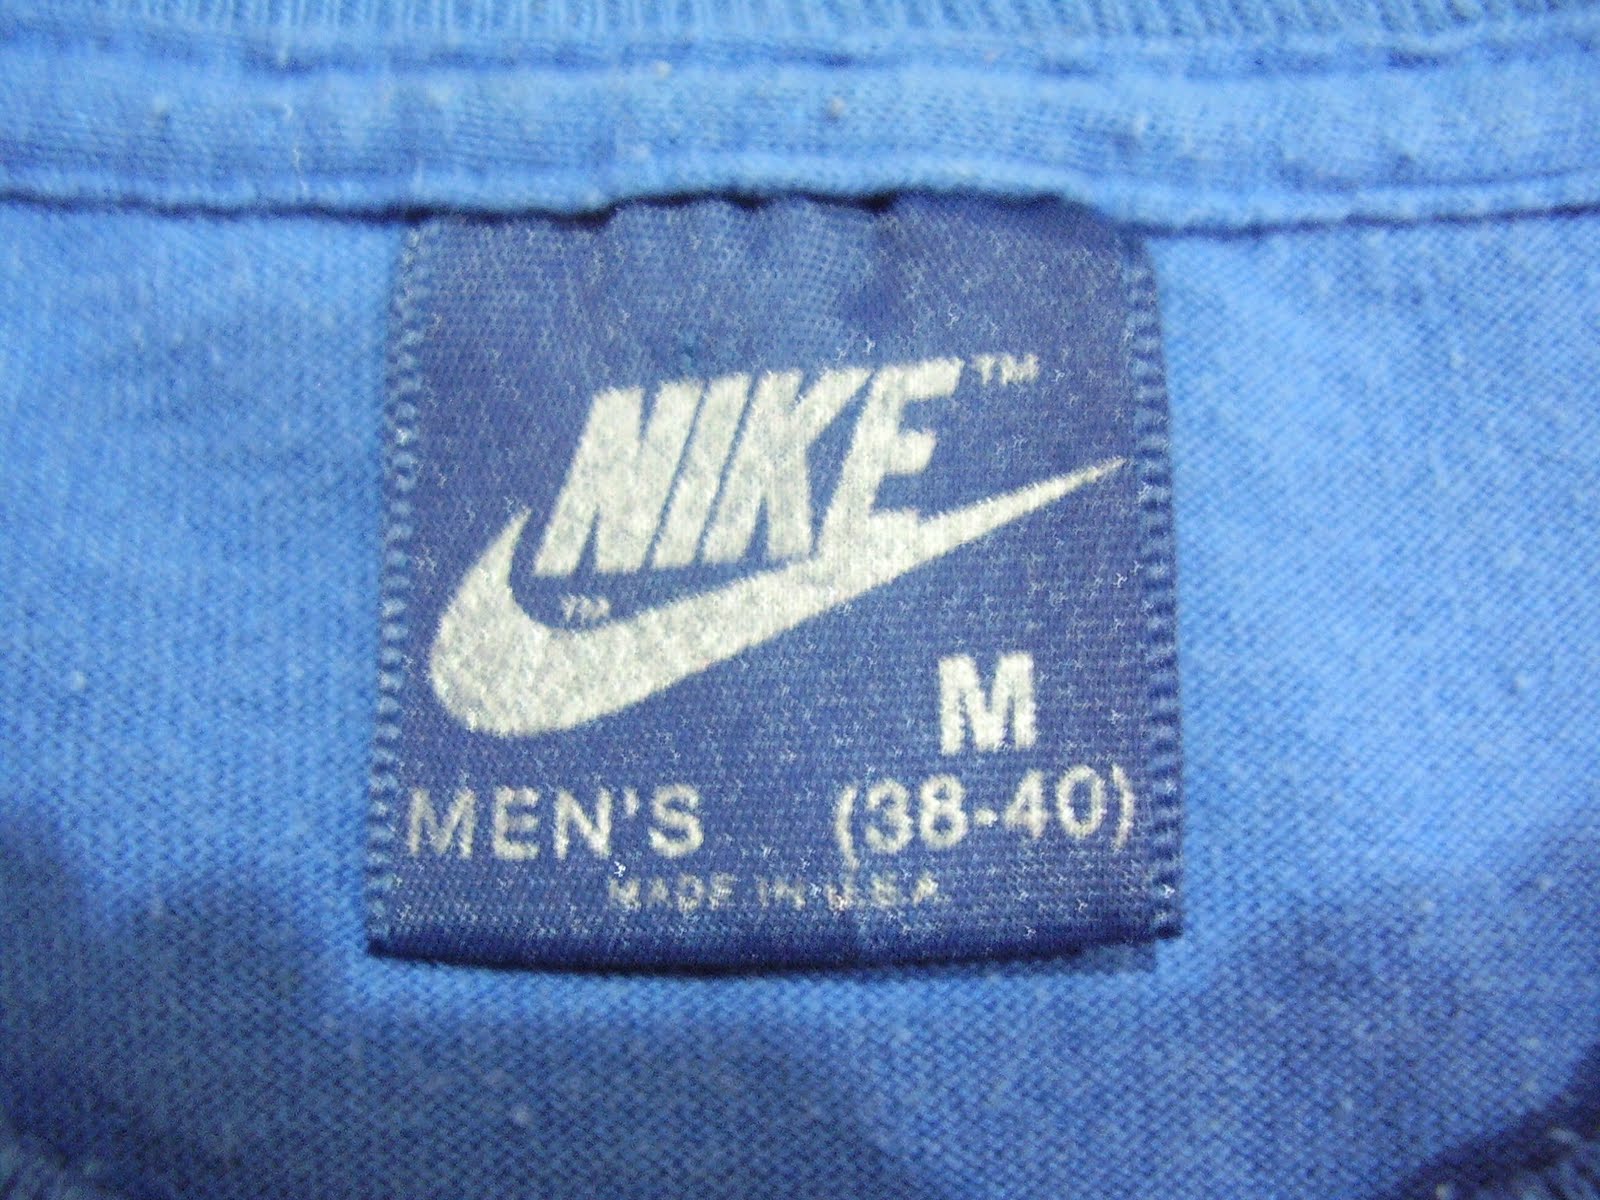 NIKE™
™
M
MEN'S (38-40)
MADE IN U.S.A.